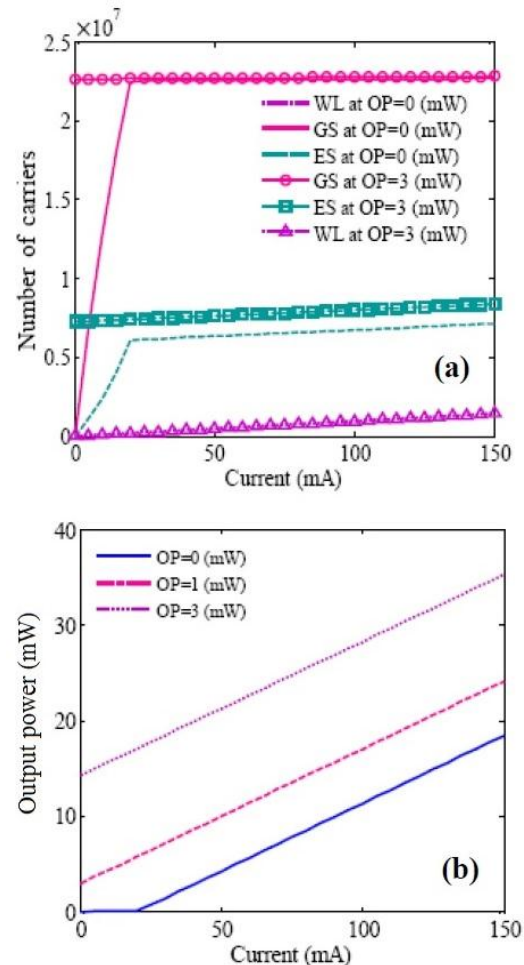 ×10⁷
2.5
2
1.5
1
0.5
0
Number of carriers
WL at OP=0 (mW)
GS at OP=0 (mW)
ES at OP=0 (mW)
GS at OP=3 (mW)
ES at OP=3 (mW)
WL at OP=3 (mW)
(a)
0 50 100 150
Current (mA)
40
30
20
10
0
Output power (mW)
OP=0 (mW)
OP=1 (mW)
OP=3 (mW)
(b)
0 50 100 150
Current (mA)